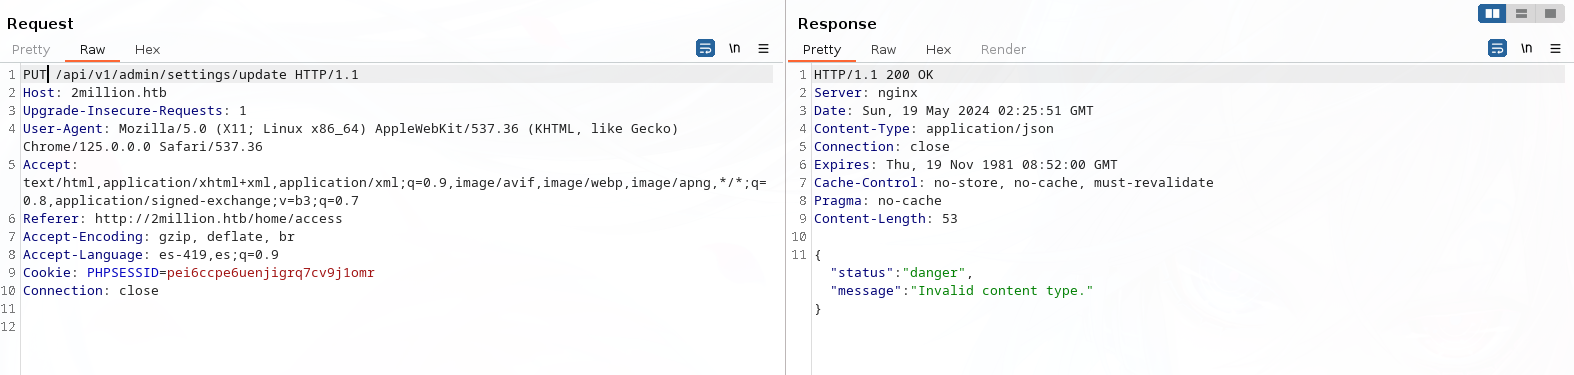 Request
Pretty Raw Hex
\n
1 PUT /api/v1/admin/settings/update HTTP/1.1
2 Host: 2million.htb
3 Upgrade-Insecure-Requests: 1
4 User-Agent: Mozilla/5.0 (X11; Linux x86_64) AppleWebKit/537.36 (KHTML, like Gecko)
Chrome/125.0.0.0 Safari/537.36
5 Accept:
text/html,application/xhtml+xml,application/xml;q=0.9,image/avif,image/webp,image/apng,*/*;q=
0.8,application/signed-exchange;v=b3;q=0.7
6 Referer: http://2million.htb/home/access
7 Accept-Encoding: gzip, deflate, br
8 Accept-Language: es-419,es;q=0.9
9 Cookie: PHPSESSID=pei6ccpe6uenjigrq7cv9j1omr
10 Connection: close
11
12
Response
Pretty Raw Hex Render
\n
1 HTTP/1.1 200 OK
2 Server: nginx
3 Date: Sun, 19 May 2024 02:25:51 GMT
4 Content-Type: application/json
5 Connection: close
6 Expires: Thu, 19 Nov 1981 08:52:00 GMT
7 Cache-Control: no-store, no-cache, must-revalidate
8 Pragma: no-cache
9 Content-Length: 53
10
11 {
"status":"danger",
"message":"Invalid content type."
}